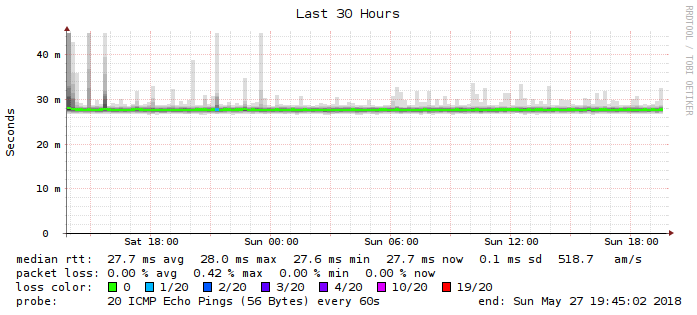 Last 30 Hours
RRDTOOL / TOBI OETIKER
Seconds
40 m
30 m
20 m
10 m
0
Sat 18:00 Sun 00:00 Sun 06:00 Sun 12:00 Sun 18:00
median rtt: 27.7 ms avg 28.0 ms max 27.6 ms min 27.7 ms now 0.1 ms sd 518.7 am/s
packet loss: 0.00 % avg 0.42 % max 0.00 % min 0.00 % now
loss color: 0 1/20 2/20 3/20 4/20 10/20 19/20
probe: 20 ICMP Echo Pings (56 Bytes) every 60s end: Sun May 27 19:45:02 2018